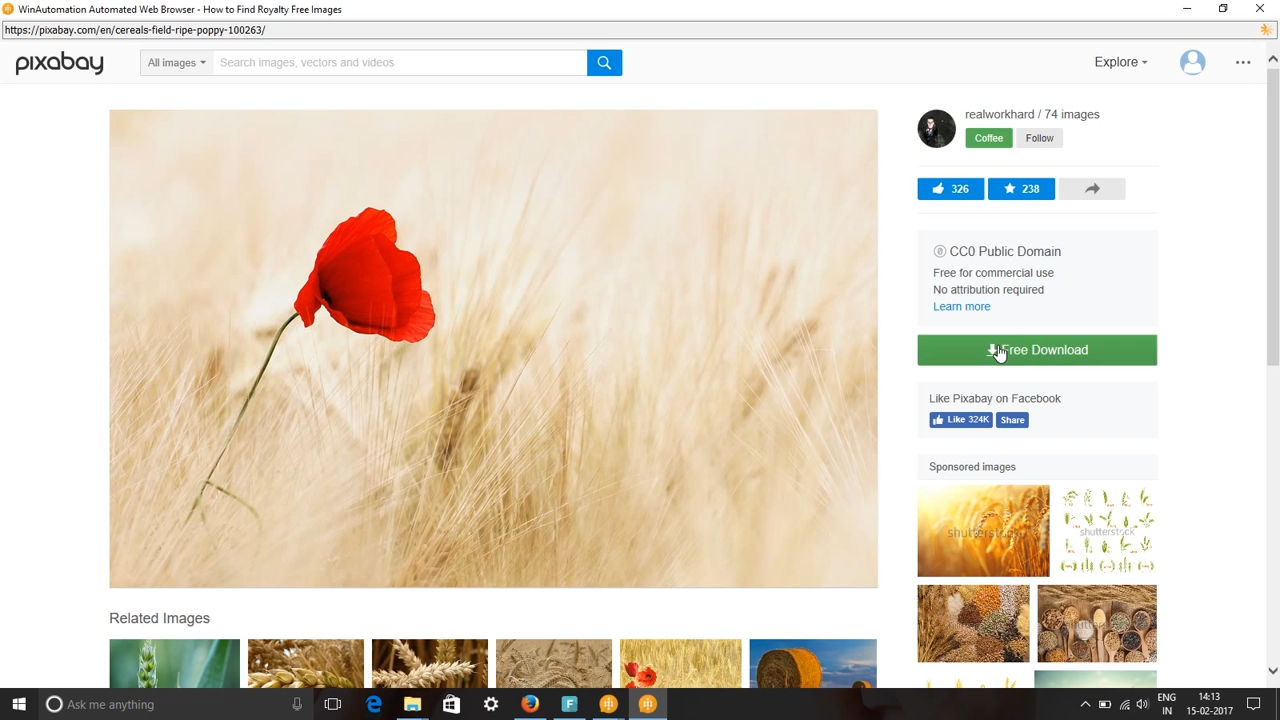 WinAutomation Automated Web Browser - How to Find Royalty Free Images
https://pixabay.com/en/cereals-field-ripe-poppy-100263/
pixabay
All images
Search images, vectors and videos
Explore
realworkhard / 74 images
Coffee
Follow
326
238
CC0 Public Domain
Free for commercial use
No attribution required
Learn more
Free Download
Like Pixabay on Facebook
Like 324K
Share
Sponsored images
shutterstock
shutterstock
Related Images
Ask me anything
ENG
IN
14:13
15-02-2017